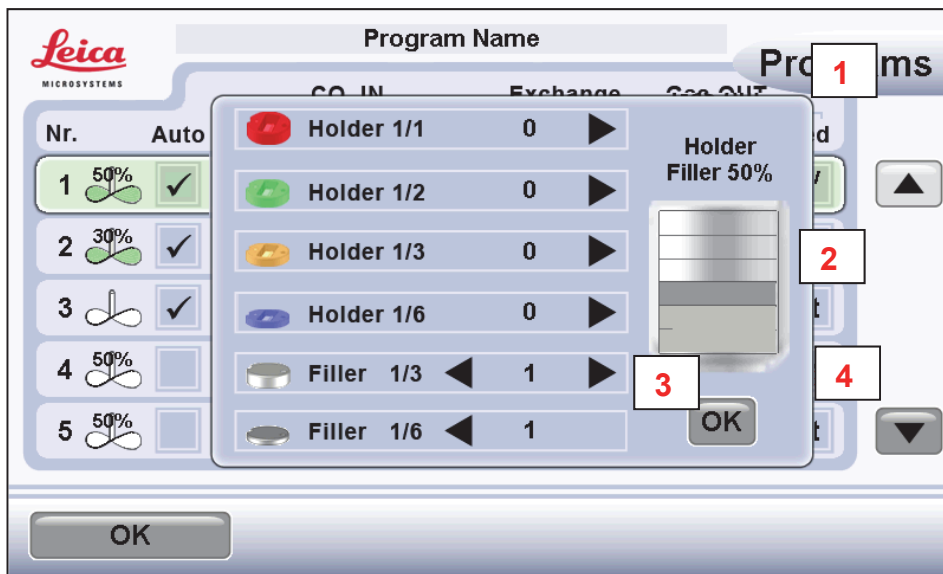 Leica
MICROSYSTEMS
Program Name
1
Nr.
Auto
Exchange
Holder 1/1 0
Holder 1/2 0
Holder 1/3 0
Holder 1/6 0
Filler 1/3 1
Filler 1/6 1
Holder
Filler 50%
OK
1 50%
2 30%
3
4 50%
5 50%
2
3
4
OK